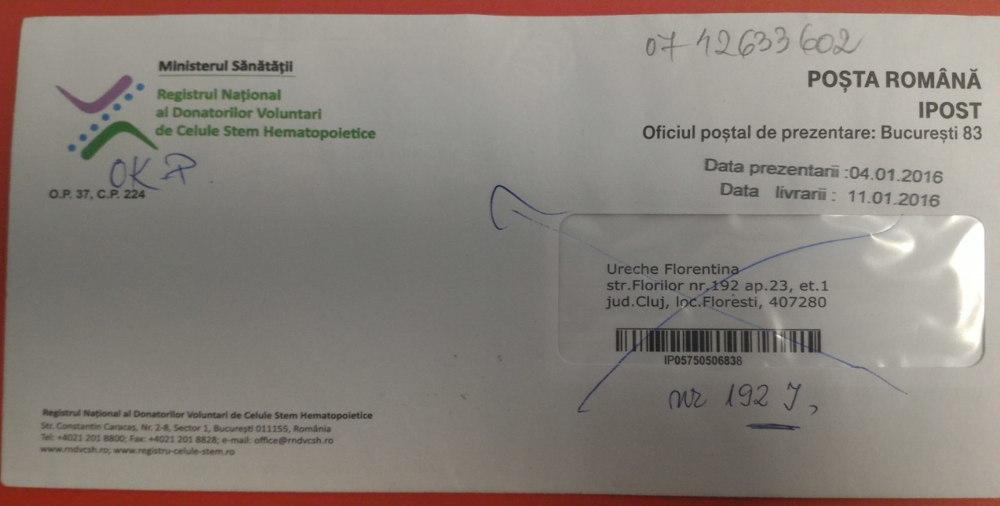 0742633602
Ministerul Sănătății
Registrul Național
al Donatorilor Voluntari
de Celule Stem Hematopoietice
OK
O.P. 37, C.P. 224
POȘTA ROMÂNĂ
IPOST
Oficiul poștal de prezentare: București 83
Data prezentarii :04.01.2016
Data livrarii : 11.01.2016
Ureche Florentina
str.Florilor nr.192 ap.23, et.1
jud.Cluj, loc.Floresti, 407280
IP05750506838
nr 192 J,
Registrul Național al Donatorilor Voluntari de Celule Stem Hematopoietice
Str. Constantin Caracaș, Nr. 2-8, Sector 1, București 011155, România
Tel: +4021 201 8800; Fax: +4021 201 8828; e-mail: office@rndvcsh.ro
www.rndvcsh.ro; www.registru-celule-stem.ro